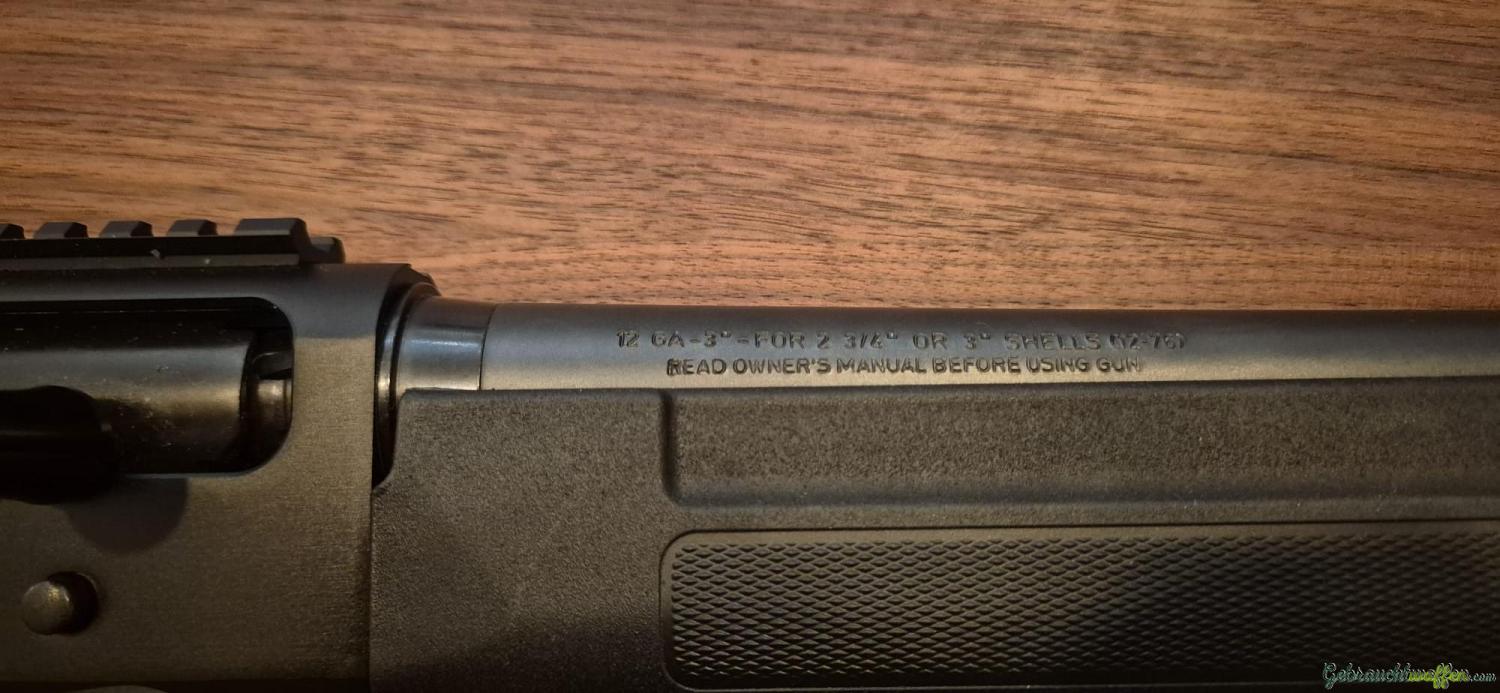 12 GA-3"-FOR 2 3/4" OR 3" SHELLS (12-76)
READ OWNER'S MANUAL BEFORE USING GUN
Gebrauchtwaffen.com